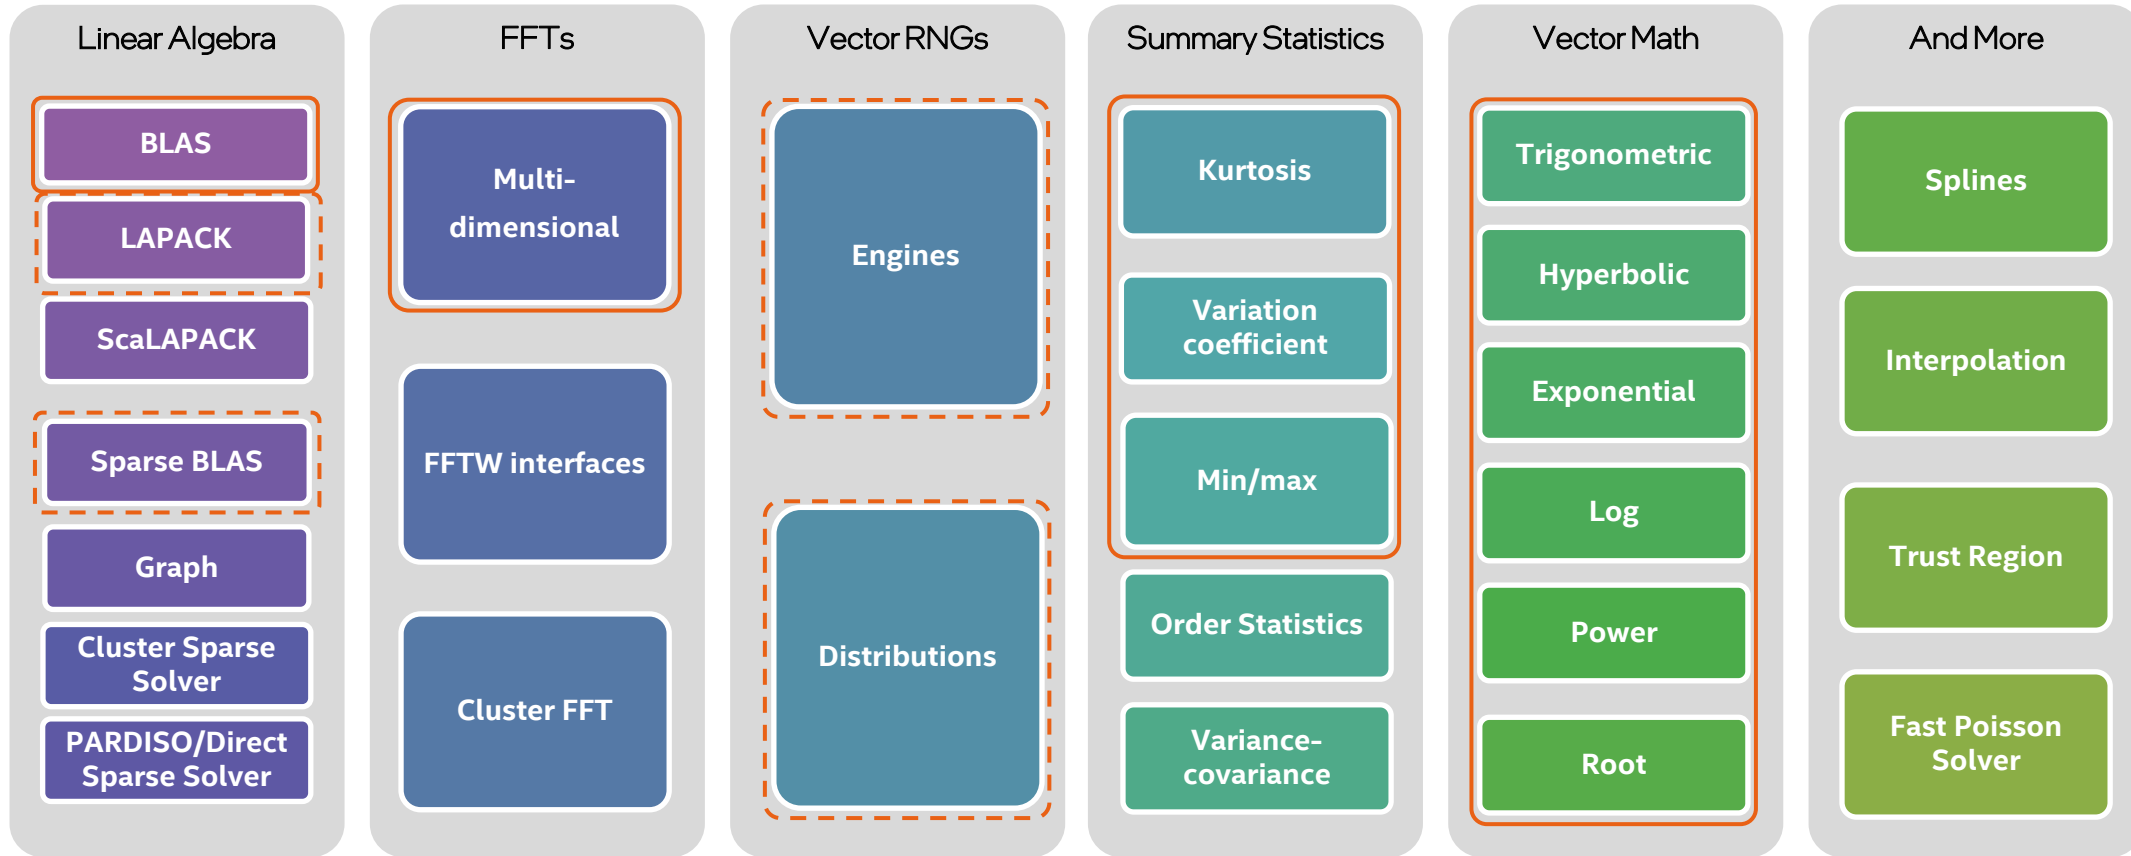 Linear Algebra
BLAS
LAPACK
ScaLAPACK
Sparse BLAS
Graph
Cluster Sparse
Solver
PARDISO/Direct
Sparse Solver
FFTs
Multi-
dimensional
FFTW interfaces
Cluster FFT
Vector RNGs
Engines
Distributions
Summary Statistics
Kurtosis
Variation
coefficient
Min/max
Order Statistics
Variance-
covariance
Vector Math
Trigonometric
Hyperbolic
Exponential
Log
Power
Root
And More
Splines
Interpolation
Trust Region
Fast Poisson
Solver